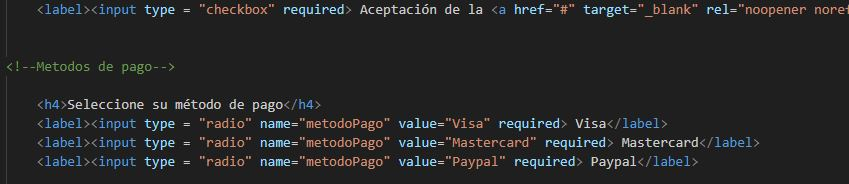 <label><input type = "checkbox" required> Aceptación de la <a href="#" target="_blank" rel="noopener noref
<!--Metodos de pago-->
<h4>Seleccione su método de pago</h4>
<label><input type = "radio" name="metodoPago" value="Visa" required> Visa</label>
<label><input type = "radio" name="metodoPago" value="Mastercard" required> Mastercard</label>
<label><input type = "radio" name="metodoPago" value="Paypal" required> Paypal</label>